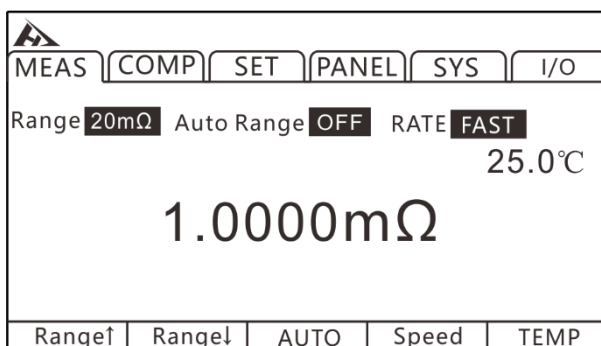 MEAS COMP SET PANEL SYS I/O
Range 20mΩ Auto Range OFF RATE FAST
25.0℃
1.0000mΩ
Range↑ Range↓ AUTO Speed TEMP